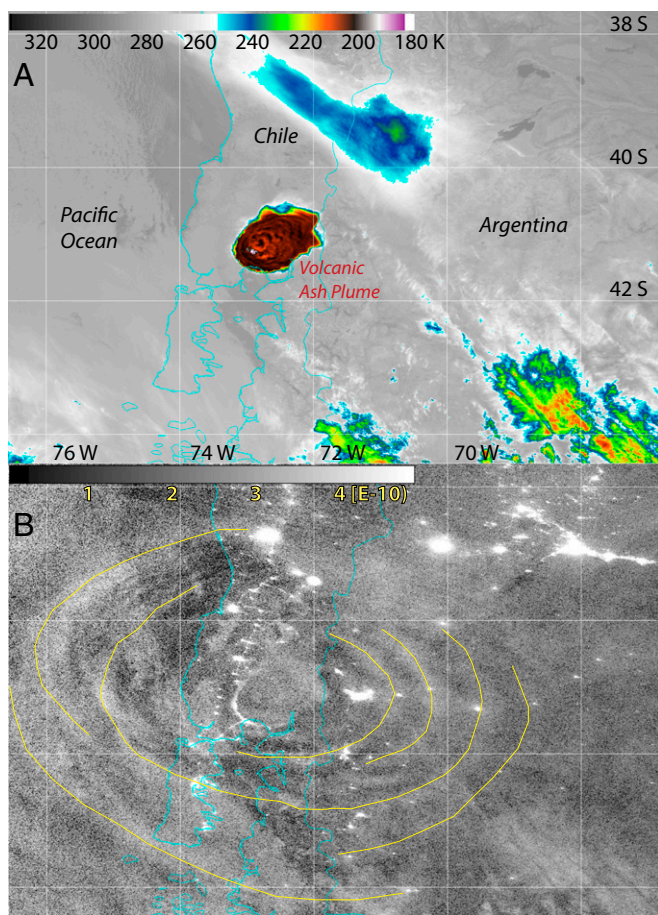 320 300 280 260 240 220 200 180 K
A
38 S
Chile
40 S
Pacific
Ocean
Argentina
Volcanic
Ash Plume
42 S
76 W 74 W 72 W 70 W
1 2 3 4 [E-10)
B